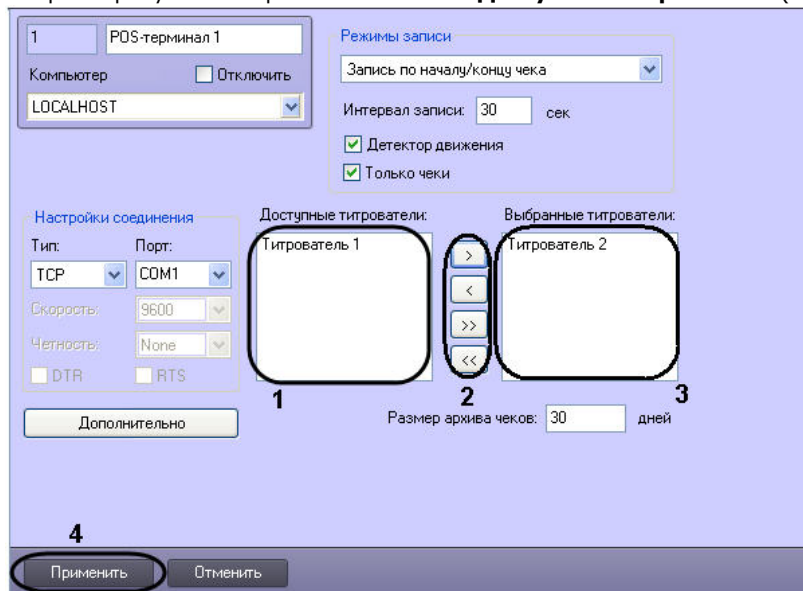 1
POS-терминал 1
Компьютер
Отключить
LOCALHOST
Режимы записи
Запись по началу/концу чека
Интервал записи: 30 сек
Детектор движения
Только чеки
Настройки соединения
Тип:
Порт:
TCP
COM1
Скорость: 9600
Четность: None
DTR
RTS
Дополнительно
Доступные титрователи:
Титрователь 1
>
<
>>
<<
Выбранные титрователи:
Титрователь 2
1
2
3
Размер архива чеков: 30 дней
4
Применить
Отменить